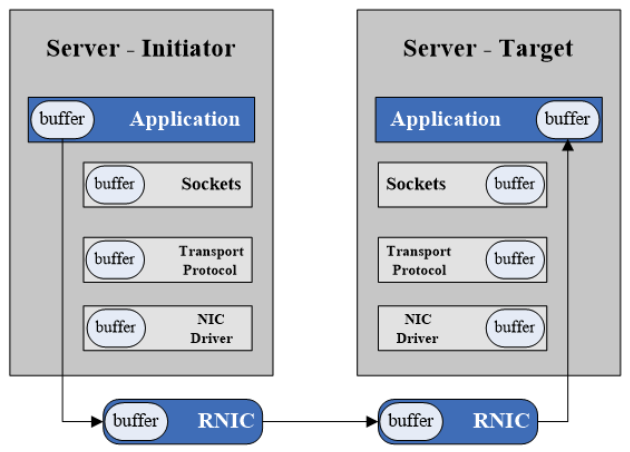 Server - Initiator
buffer Application
buffer Sockets
buffer Transport
Protocol
buffer NIC
Driver
buffer RNIC
Server - Target
Application buffer
Sockets buffer
Transport buffer
Protocol
NIC buffer
Driver
buffer RNIC